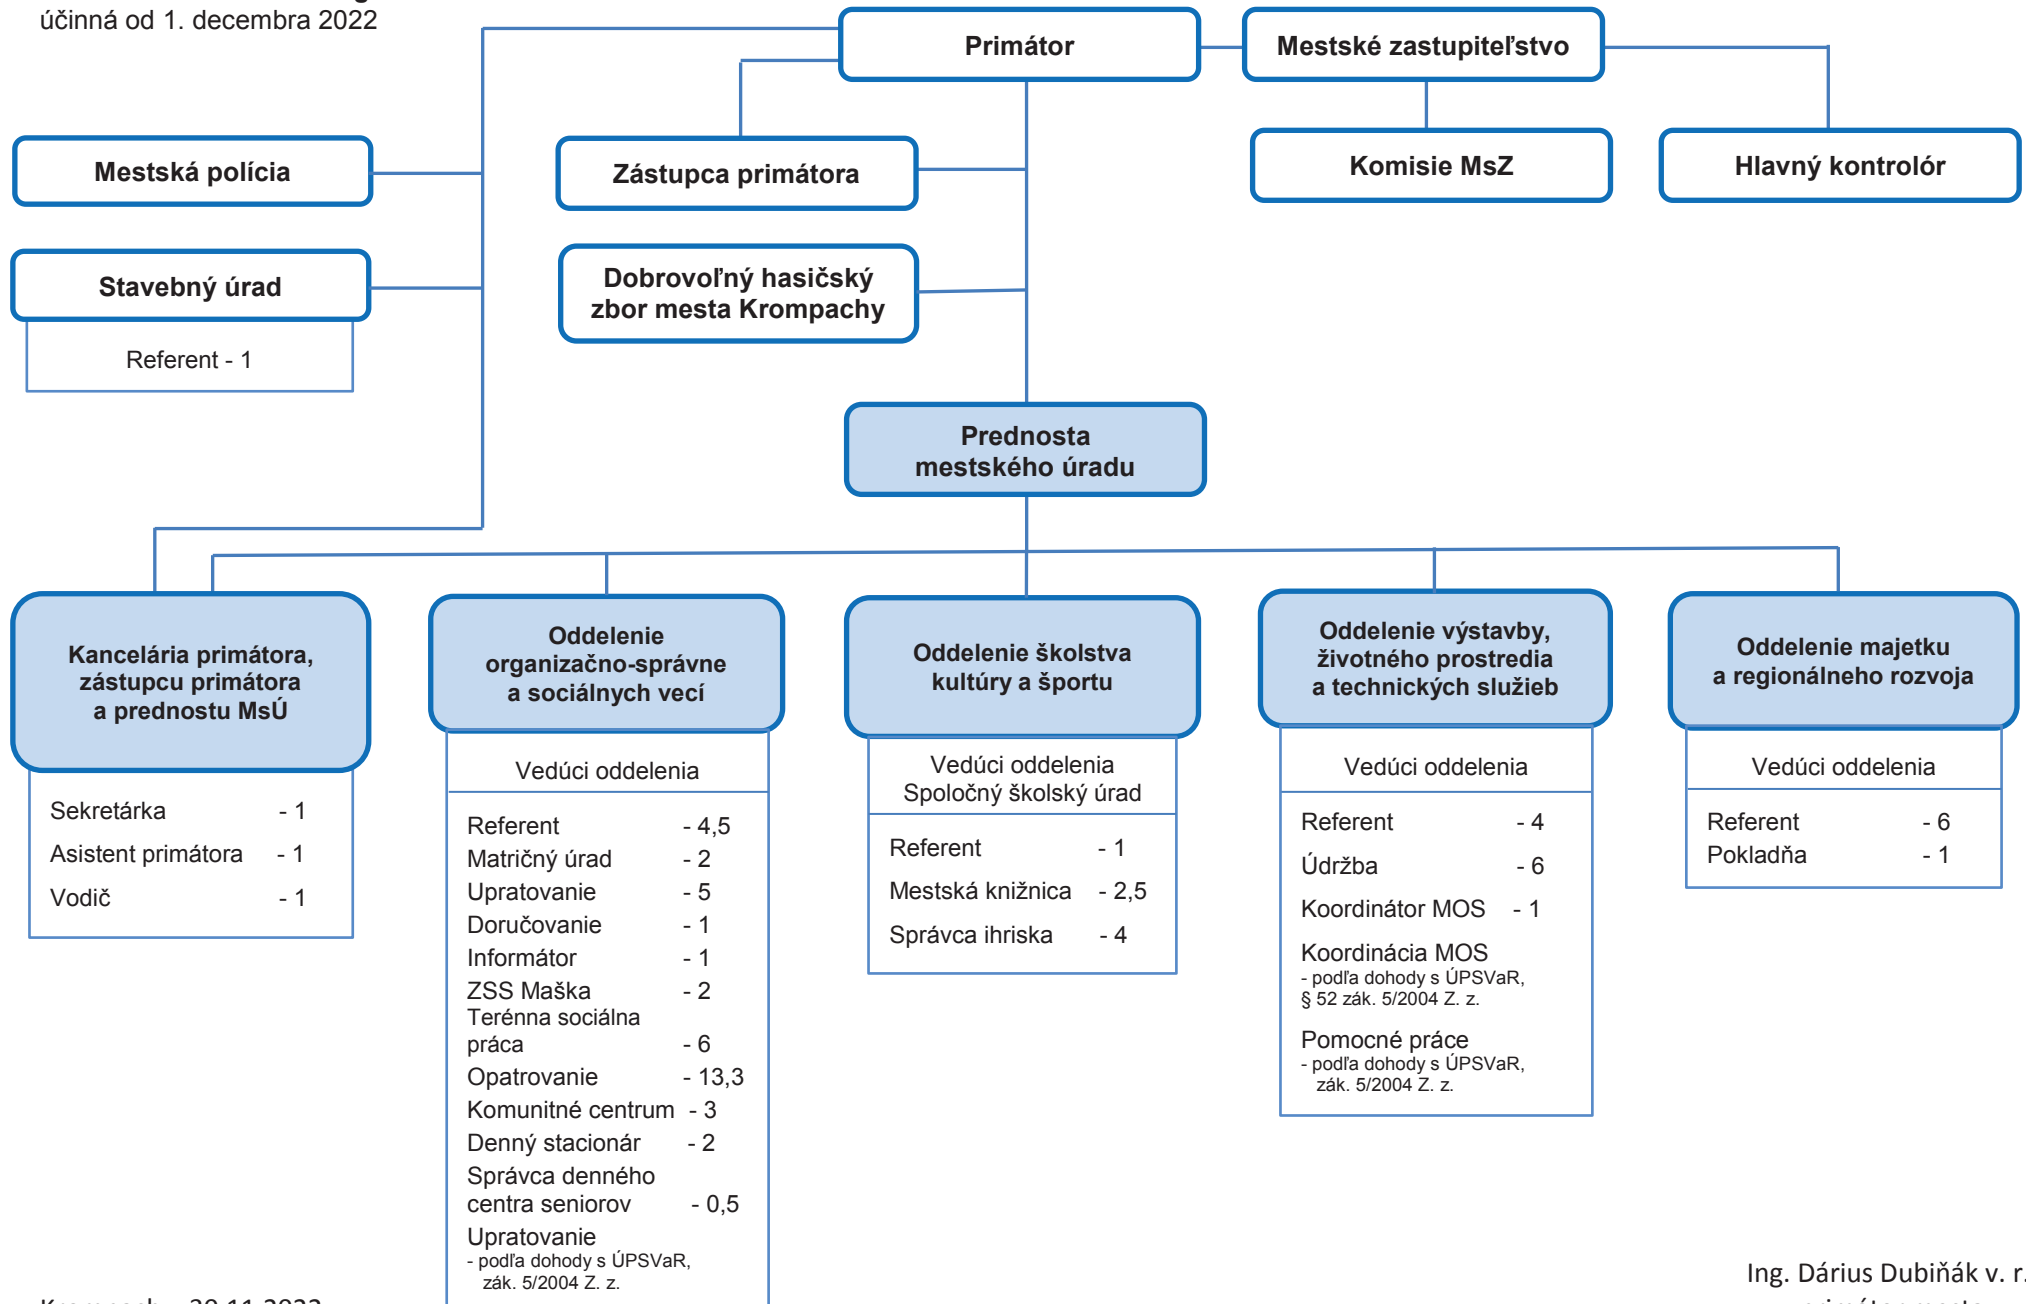 účinná od 1. decembra 2022
Primátor
Mestské zastupiteľstvo
Mestská polícia
Zástupca primátora
Komisie MsZ
Hlavný kontrolór
Stavebný úrad
Referent - 1
Dobrovoľný hasičský
zbor mesta Krompachy
Prednosta
mestského úradu
Kancelária primátora,
zástupcu primátora
a prednostu MsÚ
Sekretárka - 1
Asistent primátora - 1
Vodič - 1
Oddelenie
organizačno-správne
a sociálnych vecí
Vedúci oddelenia
Referent - 4,5
Matričný úrad - 2
Upratovanie - 5
Doručovanie - 1
Informátor - 1
ZSS Maška - 2
Terénna sociálna
práca - 6
Opatrovanie - 13,3
Komunitné centrum - 3
Denný stacionár - 2
Správca denného
centra seniorov - 0,5
Upratovanie
- podľa dohody s ÚPSVaR,
zák. 5/2004 Z. z.
Oddelenie školstva
kultúry a športu
Vedúci oddelenia
Spoločný školský úrad
Referent - 1
Mestská knižnica - 2,5
Správca ihriska - 4
Oddelenie výstavby,
životného prostredia
a technických služieb
Vedúci oddelenia
Referent - 4
Údržba - 6
Koordinátor MOS - 1
Koordinácia MOS
- podľa dohody s ÚPSVaR,
§ 52 zák. 5/2004 Z. z.
Pomocné práce
- podľa dohody s ÚPSVaR,
zák. 5/2004 Z. z.
Oddelenie majetku
a regionálneho rozvoja
Vedúci oddelenia
Referent - 6
Pokladňa - 1
Ing. Dárius Dubiňák v. r.